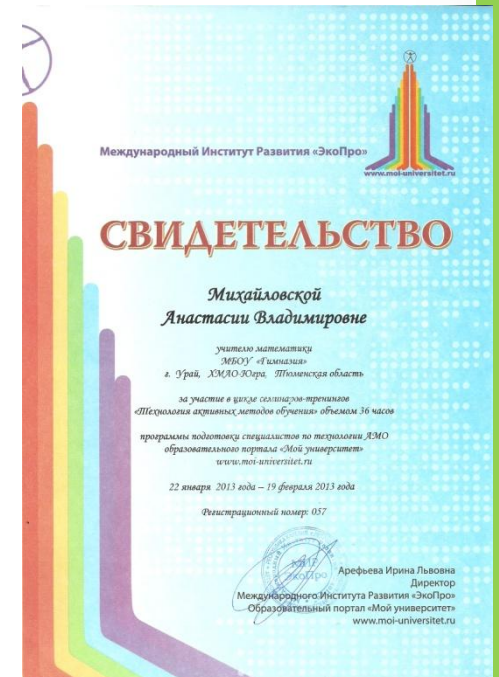 Международный Институт Развития «ЭкоПро»
www.moi-universitet.ru
СВИДЕТЕЛЬСТВО
Михайловской
Анастасии Владимировне
учителю математики
МБОУ «Гимназия»
г. Урай, ХМАО-Югра, Тюменская область
за участие в цикле семинаров-тренингов
«Технология активных методов обучения» объемом 36 часов
программы подготовки специалистов по технологии АМО
образовательного портала «Мой университет»
www.moi-universitet.ru
22 января 2013 года – 19 февраля 2013 года
Регистрационный номер: 057
ЭкоПро
Арефьева Ирина Львовна
Директор
Международного Института Развития «ЭкоПро»
Образовательный портал «Мой университет»
www.moi-universitet.ru